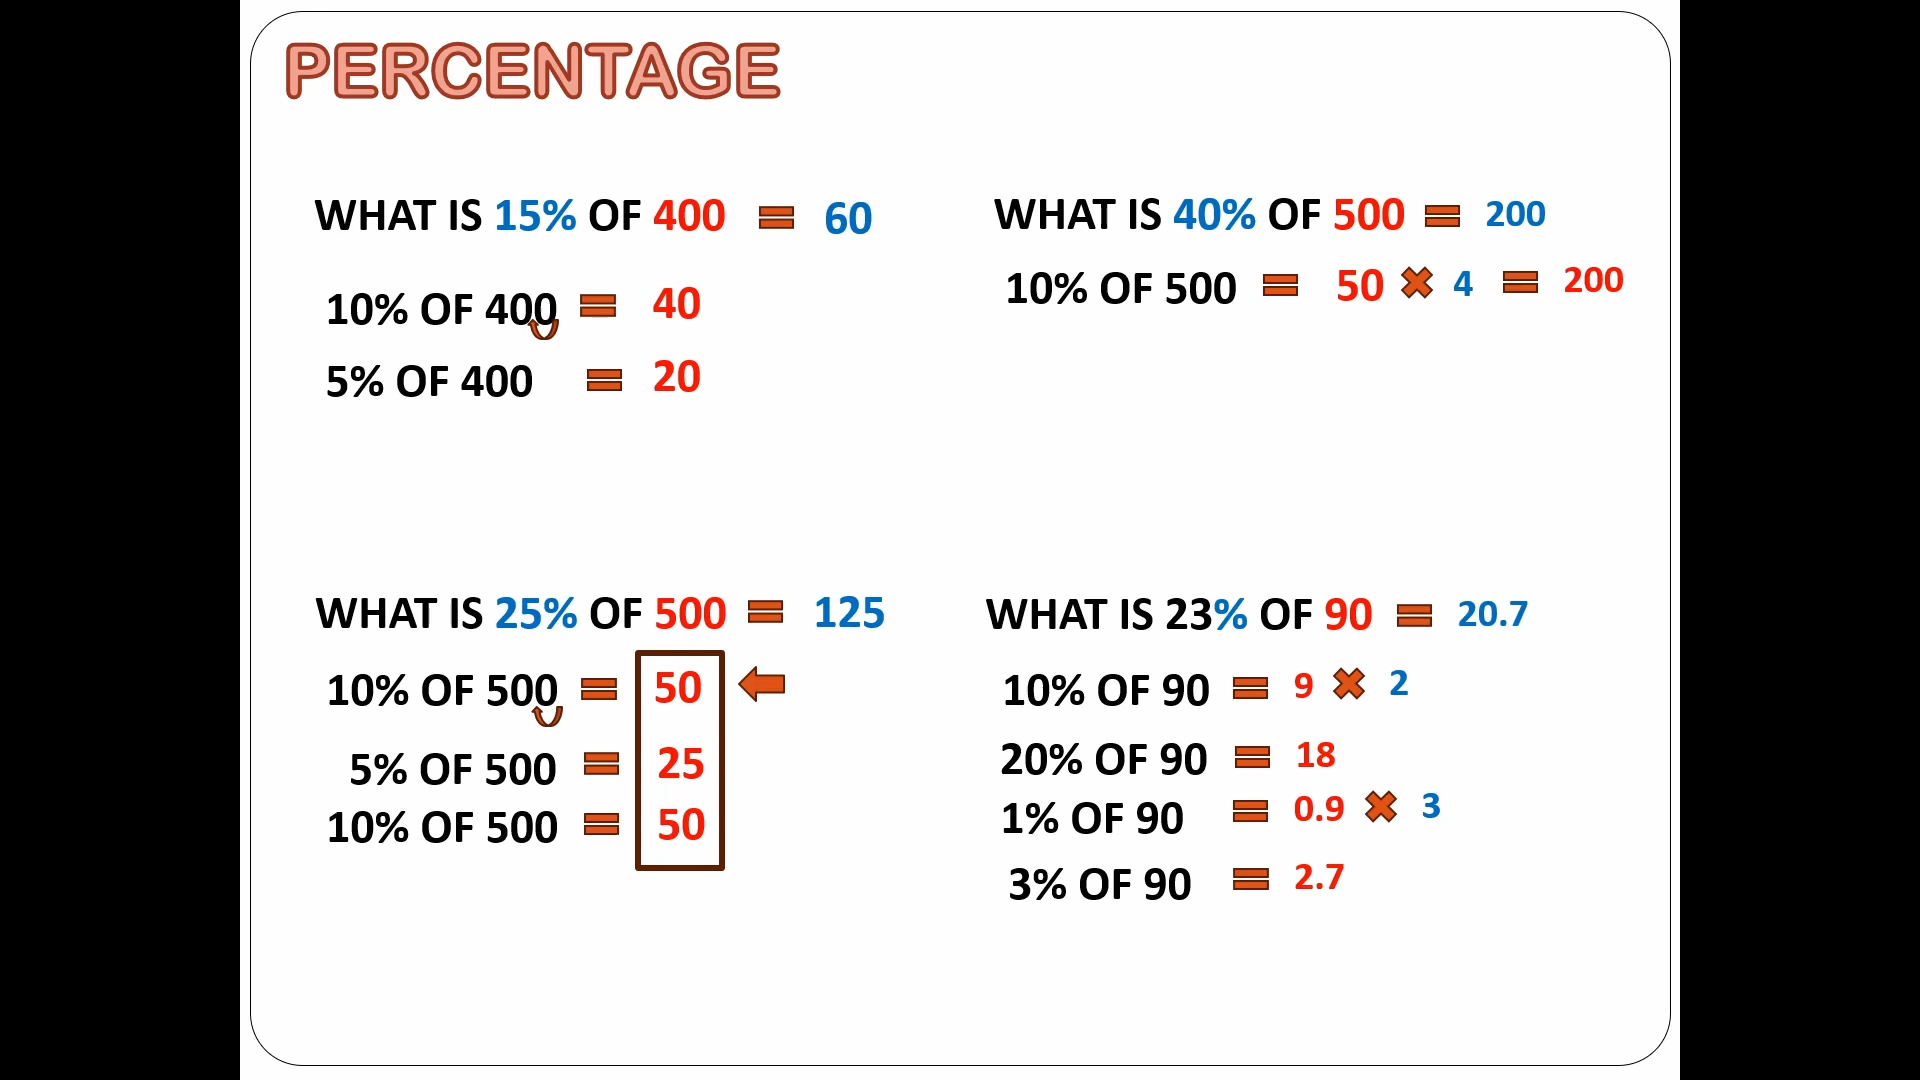 PERCENTAGE
WHAT IS 15% OF 400 = 60
10% OF 400 = 40
5% OF 400 = 20
WHAT IS 40% OF 500 = 200
10% OF 500 = 50 ✖ 4 = 200
WHAT IS 25% OF 500 = 125
10% OF 500 = 50
5% OF 500 = 25
10% OF 500 = 50
WHAT IS 23% OF 90 = 20.7
10% OF 90 = 9 ✖ 2
20% OF 90 = 18
1% OF 90 = 0.9 ✖ 3
3% OF 90 = 2.7